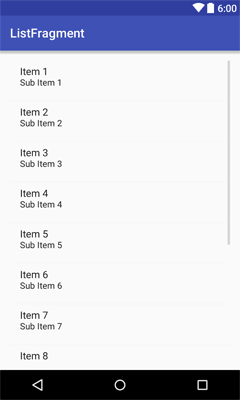 6:00
ListFragment
Item 1
Sub Item 1
Item 2
Sub Item 2
Item 3
Sub Item 3
Item 4
Sub Item 4
Item 5
Sub Item 5
Item 6
Sub Item 6
Item 7
Sub Item 7
Item 8